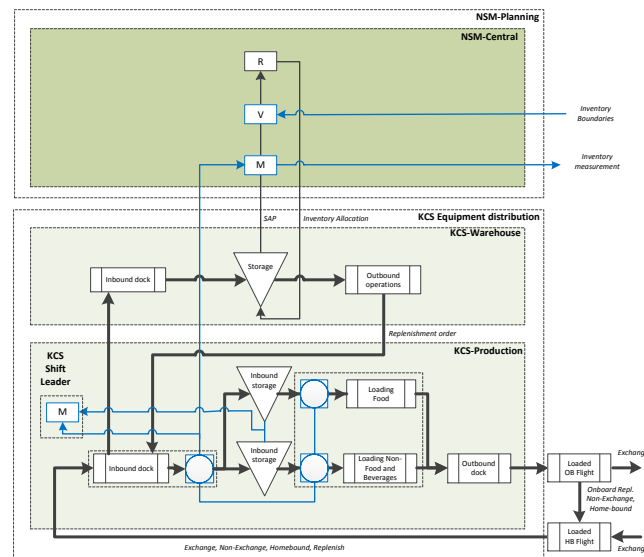 NSM-Planning
NSM-Central
R
V
Inventory
Boundaries
M
Inventory
measurement
SAP
Inventory Allocation
KCS Equipment distribution
KCS-Warehouse
Storage
Inbound dock
Outbound
operations
Replenishment order
KCS-Production
KCS
Shift
Leader
M
Inbound
storage
Loading
Food
Inbound dock
Inbound
storage
Loading Non-
Food and
Beverages
Outbound
dock
Loaded
OB Flight
Exchang
Onboard Repl.
Non-Exchange,
Home-bound
Loaded
HB Flight
Exchang
Exchange, Non-Exchange, Homebound, Replenish